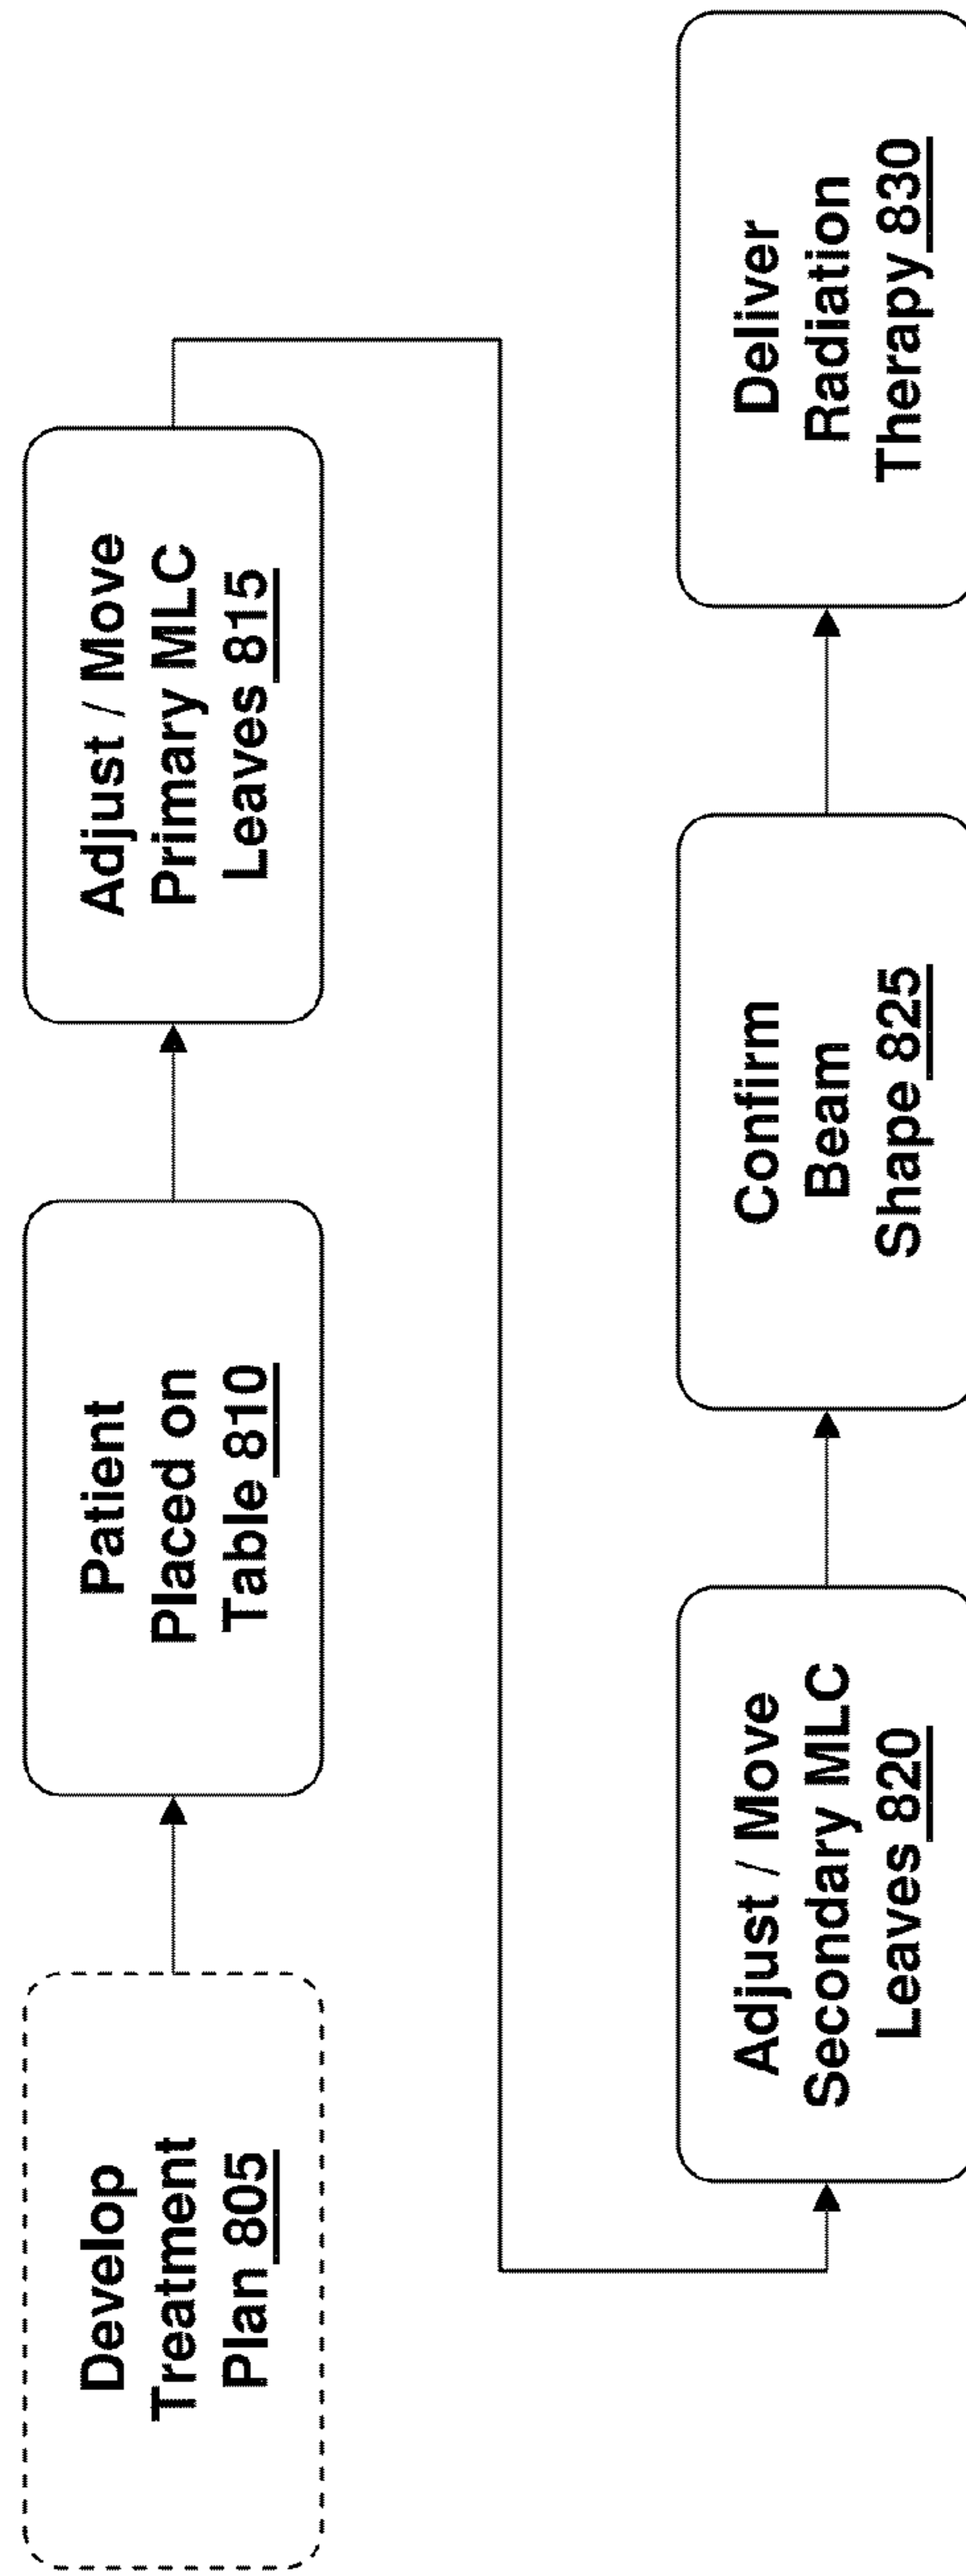 Develop
Treatment
Plan 805
Patient
Placed on
Table 810
Adjust / Move
Primary MLC
Leaves 815
Adjust / Move
Secondary MLC
Leaves 820
Confirm
Beam
Shape 825
Deliver
Radiation
Therapy 830